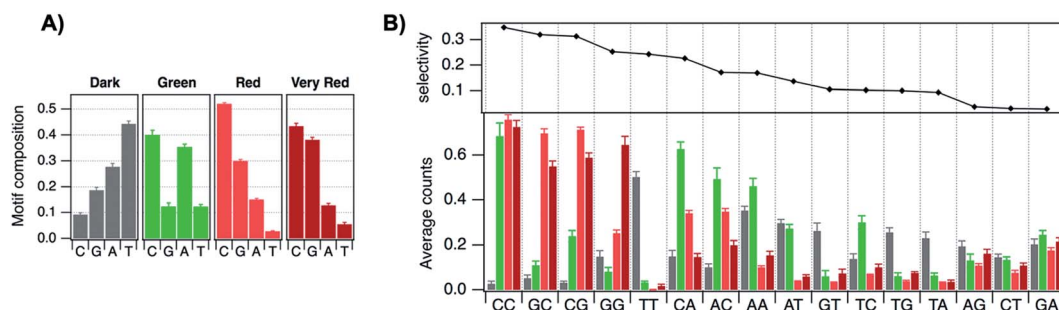 A)
Dark Green Red Very Red
Motif composition
0.5
0.4
0.3
0.2
0.1
0.0
C G A T C G A T C G A T C G A T
B)
selectivity
0.3
0.2
0.1
Average counts
0.6
0.4
0.2
0.0
CC GC CG GG TT CA AC AA AT GT TC TG TA AG CT GA